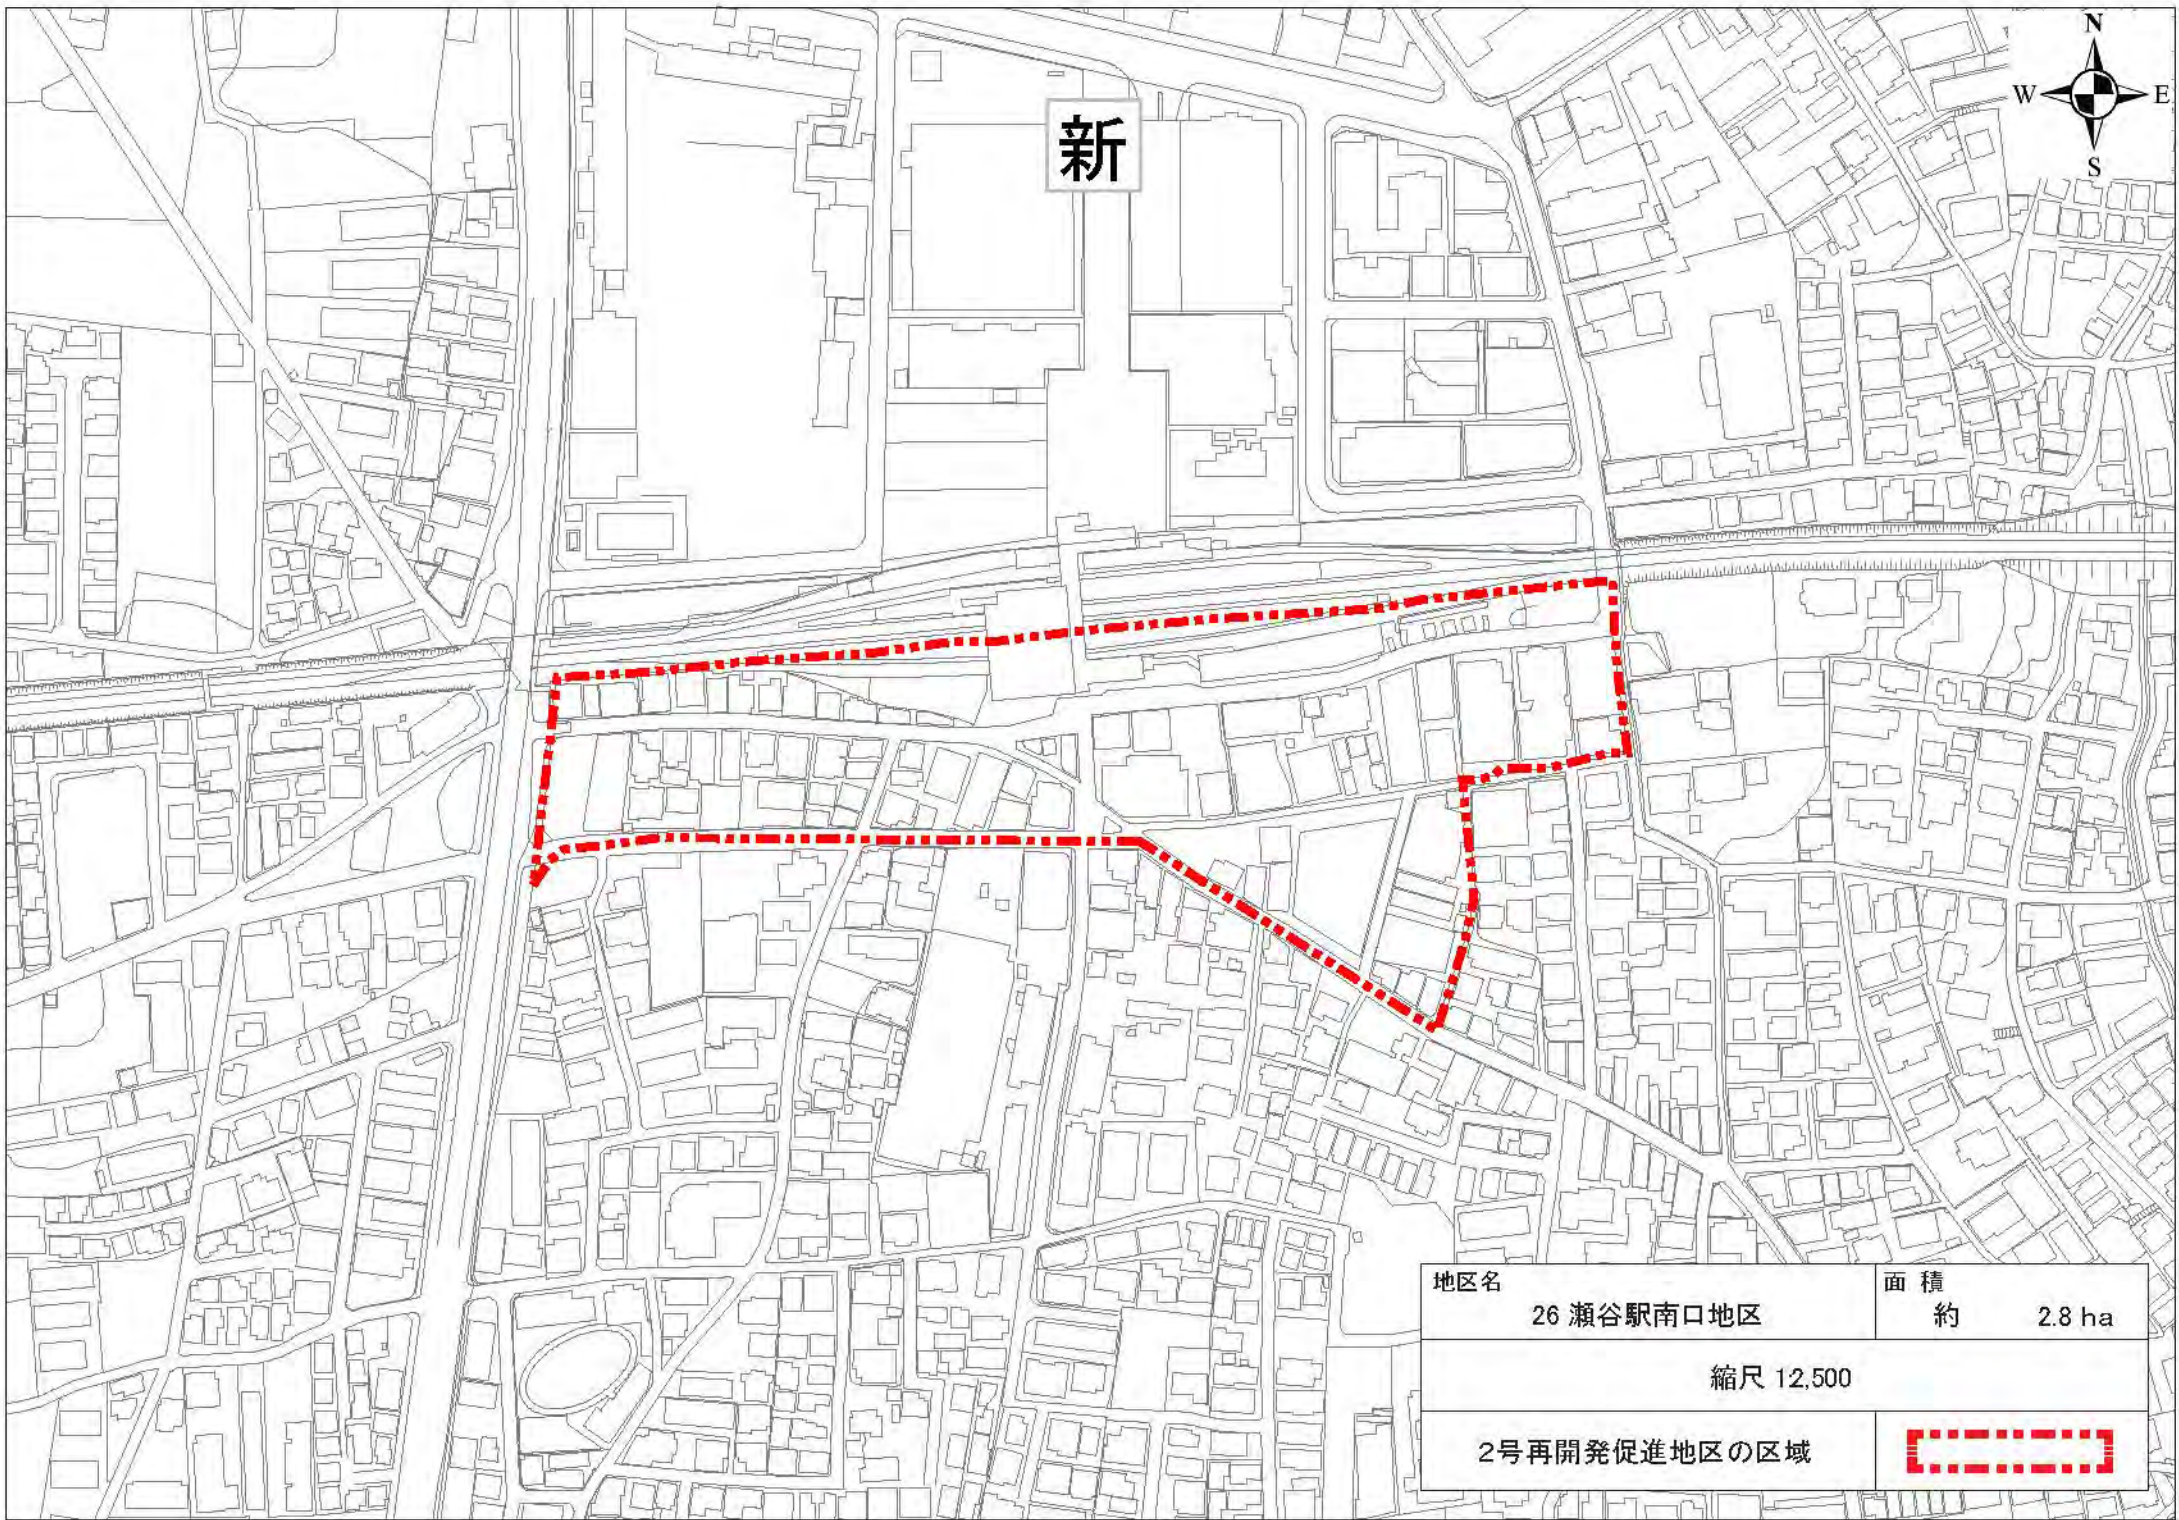 N
W E
S
新
地区名
26 瀬谷駅南口地区
面 積
約 2.8 ha
縮尺 12,500
2号再開発促進地区の区域